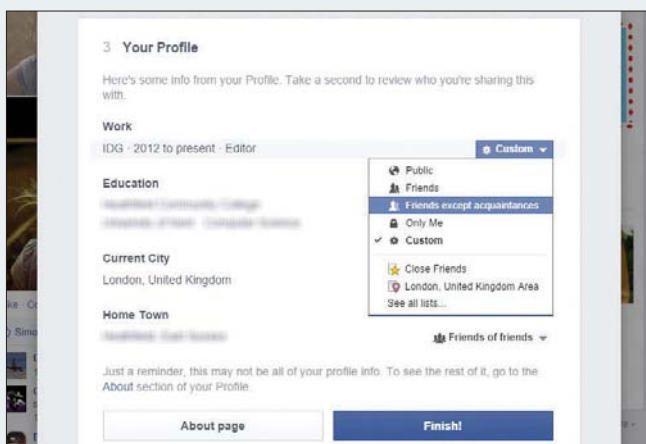 3 Your Profile
Here's some info from your Profile. Take a second to review who you're sharing this
with.
Work
IDG · 2012 to present · Editor
Custom
Public
Friends
Friends except acquaintances
Only Me
Custom
Close Friends
London, United Kingdom Area
See all lists...
Education
Current City
London, United Kingdom
Home Town
Friends of friends
Just a reminder, this may not be all of your profile info. To see the rest of it, go to the
About section of your Profile
About page
Finish!